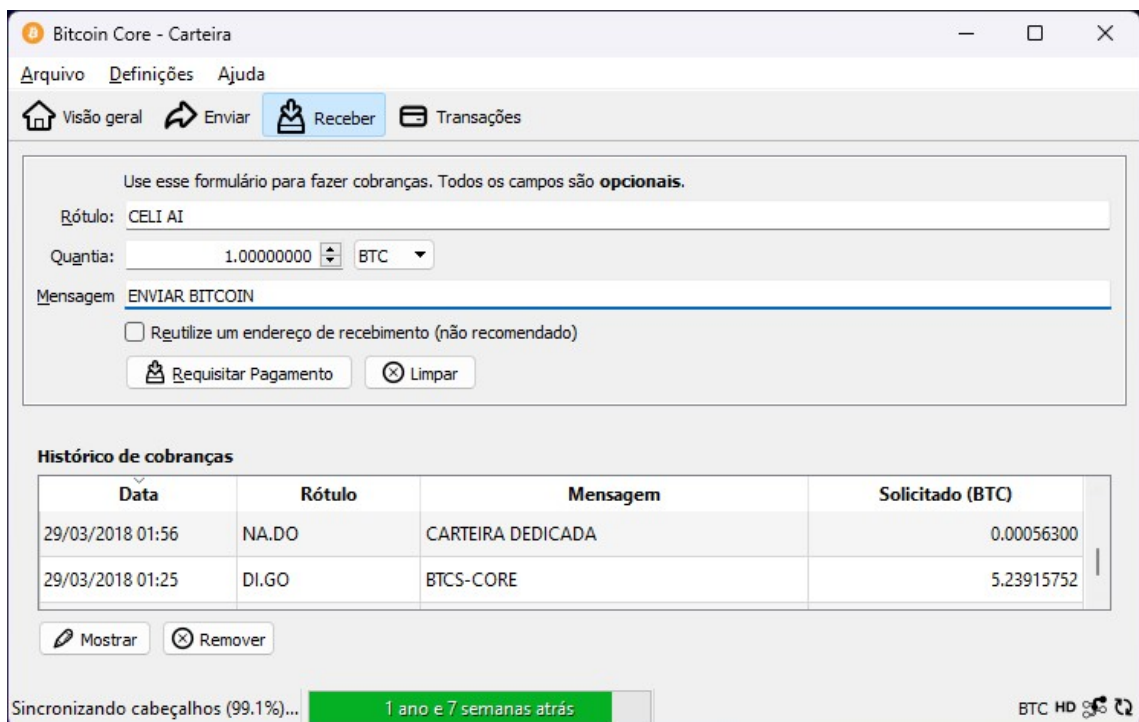 Bitcoin Core - Carteira
Arquivo Definições Ajuda
Visão geral Enviar Receber Transações
Use esse formulário para fazer cobranças. Todos os campos são opcionais.
Rótulo: CELI AI
Quantia: 1.00000000 BTC
Mensagem ENVIAR BITCOIN
Reutilize um endereço de recebimento (não recomendado)
Requisitar Pagamento Limpar
Histórico de cobranças
Data Rótulo Mensagem Solicitado (BTC)
29/03/2018 01:56 NA.DO CARTEIRA DEDICADA 0.00056300
29/03/2018 01:25 DI.GO BTCS-CORE 5.23915752
Mostrar Remover
Sincronizando cabeçalhos (99.1%)... 1 ano e 7 semanas atrás BTC HD